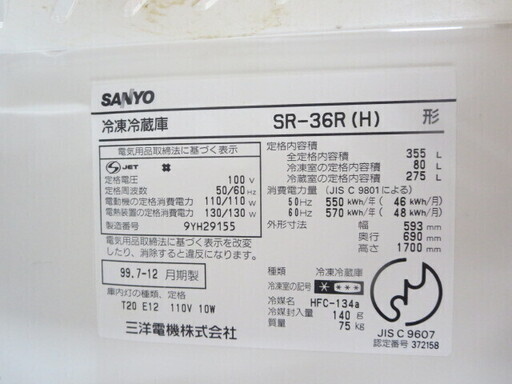 SANYO
冷凍冷蔵庫
SR-36R(H) 形
電気用品取締法に基づく表示
JET
定格電圧 100 V
定格周波数 50/60 Hz
電動機の定格消費電力 110/110 W
電熱装置の定格消費電力 130/130 W
製造番号 9YH29155
電気用品取締法に基づく表示を改変
したり、消除すると違反になります。
99.7-12 月期製
庫内灯の種類、定格
T20 E12 110V 10W
三洋電機株式会社
定格内容積
全定格内容積 355 L
冷凍室の定格内容積 80 L
冷蔵室の定格内容積 275 L
消費電力量 (JIS C 9801による)
50Hz 550 kWh/年 (46 kWh/月)
60Hz 570 kWh/年 (48 kWh/月)
外形寸法 幅 593 mm
奥行 690 mm
高さ 1700 mm
種類 冷凍冷蔵庫
冷凍室の記号
冷媒 HFC-134a
冷媒封入量 140 g
質量 75 kg
JIS C 9607
認定番号 372158